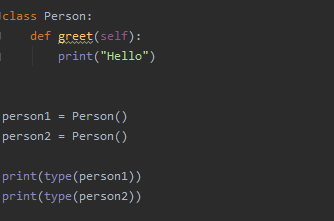 class Person:
    def greet(self):
        print("Hello")
person1 = Person()
person2 = Person()
print(type(person1))
print(type(person2))